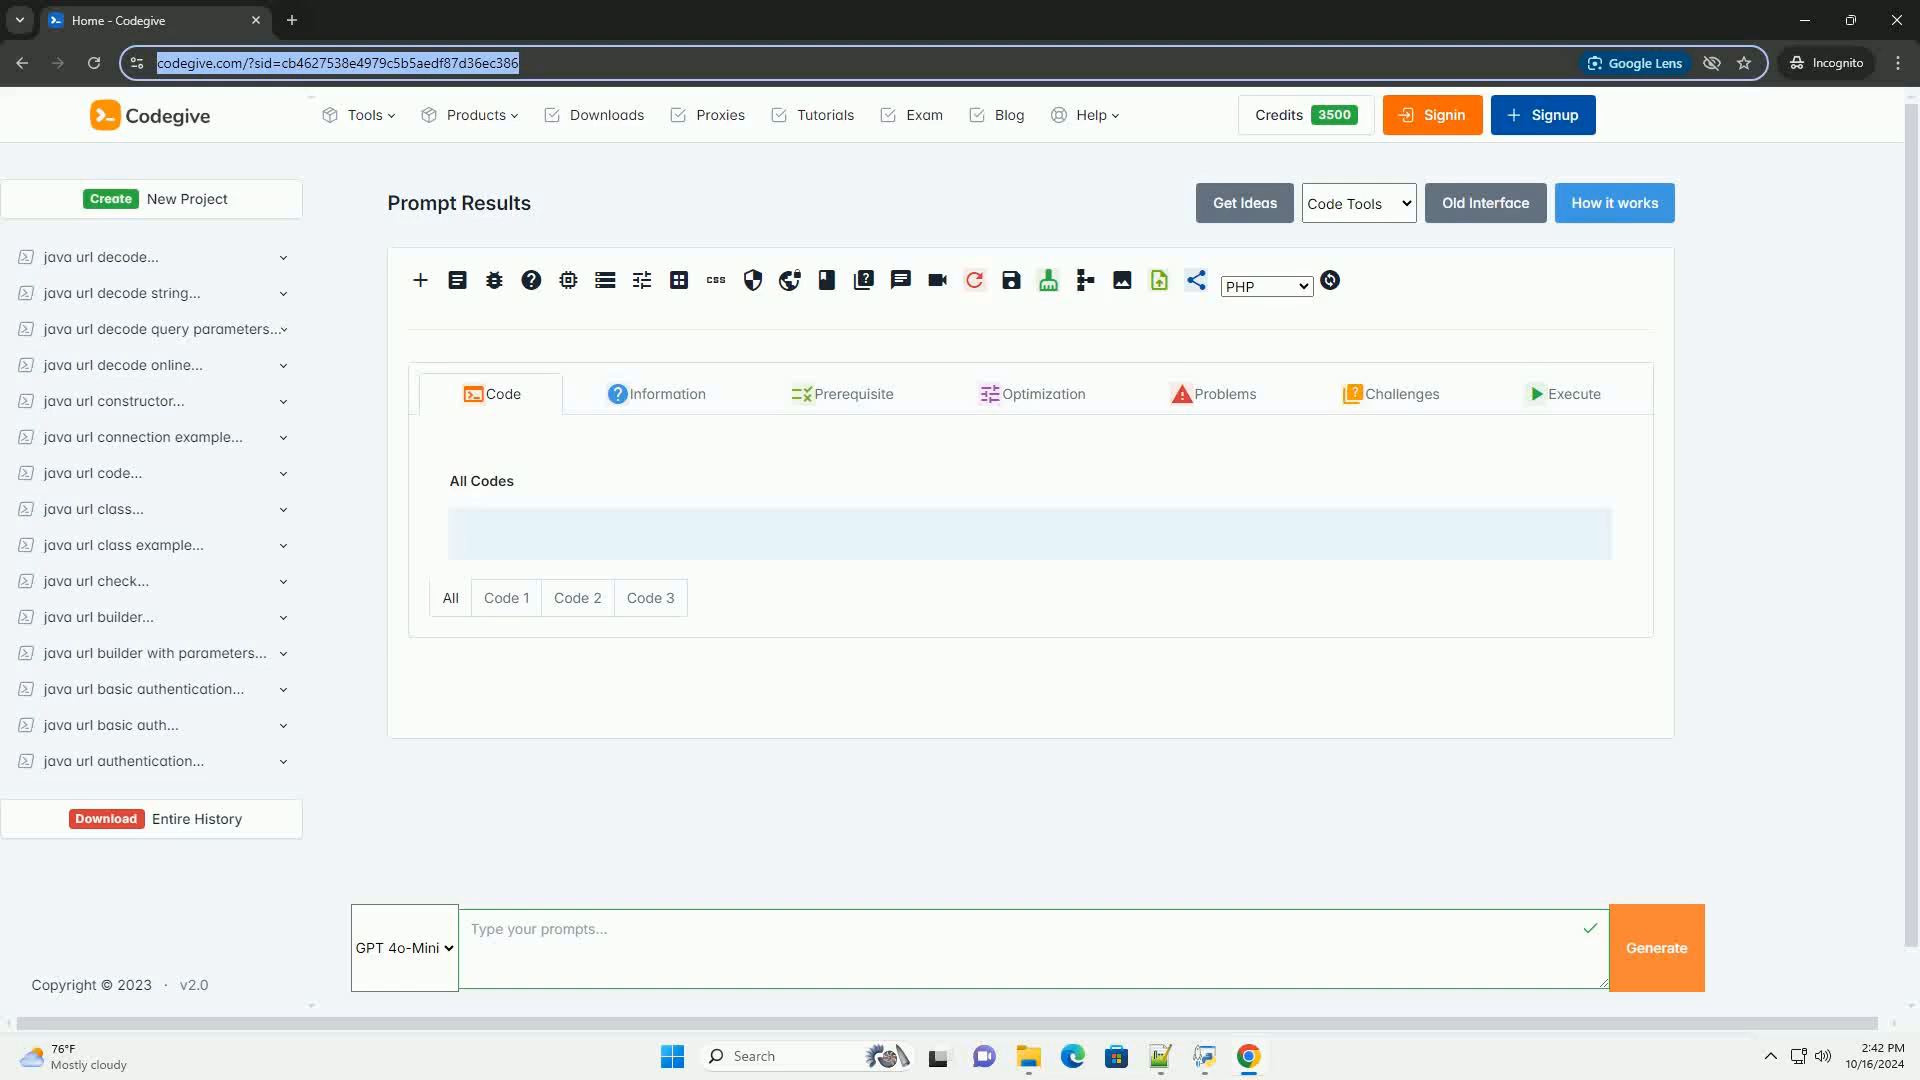 Home - Codegive
codegive.com/?sid=cb4627538e4979c5b5aedf87d36ec386
Google Lens
Incognito
Codegive
Tools
Products
Downloads
Proxies
Tutorials
Exam
Blog
Help
Credits 3500
Signin
Signup
Create New Project
java url decode...
java url decode string...
java url decode query parameters...
java url decode online...
java url constructor...
java url connection example...
java url code...
java url class...
java url class example...
java url check...
java url builder...
java url builder with parameters...
java url basic authentication...
java url basic auth...
java url authentication...
Download Entire History
Copyright © 2023 · v2.0
Prompt Results
Get Ideas
Code Tools
Old Interface
How it works
CSS
PHP
Code
Information
Prerequisite
Optimization
Problems
Challenges
Execute
All Codes
All
Code 1
Code 2
Code 3
GPT 4o-Mini
Type your prompts...
Generate
76°F
Mostly cloudy
Search
2:42 PM
10/16/2024